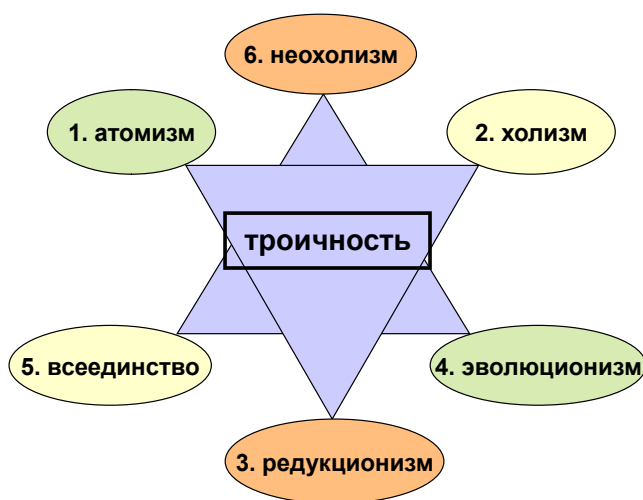 6. неохолизм
1. атомизм
2. холизм
троичность
5. всеединство
4. эволюционизм
3. редукционизм